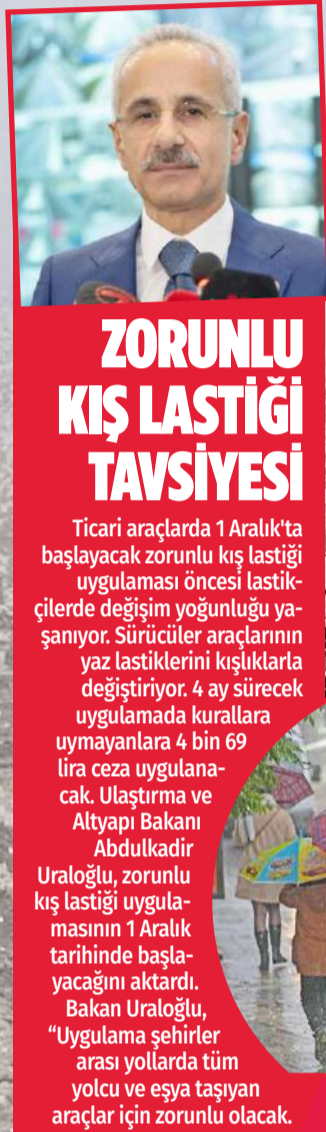 ZORUNLU
KIŞ LASTİĞİ
TAVSİYESİ
Ticari araçlarda 1 Aralık'ta
başlayacak zorunlu kış lastiği
uygulaması öncesi lastik-
çilerde değişim yoğunluğu ya-
şanıyor. Sürücüler araçlarının
yaz lastiklerini kışlıklarla
değiştiriyor. 4 ay sürecek
uygulamada kurallara
uymayanlara 4 bin 69
lira ceza uygulana-
cak. Ulaştırma ve
Altyapı Bakanı
Abdulkadir
Uraloğlu, zorunlu
kış lastiği uygula-
masının 1 Aralık
tarihinde başla-
yacağını aktardı.
Bakan Uraloğlu,
“Uygulama şehirler
arası yollarda tüm
yolcu ve eşya taşıyan
araçlar için zorunlu olacak.